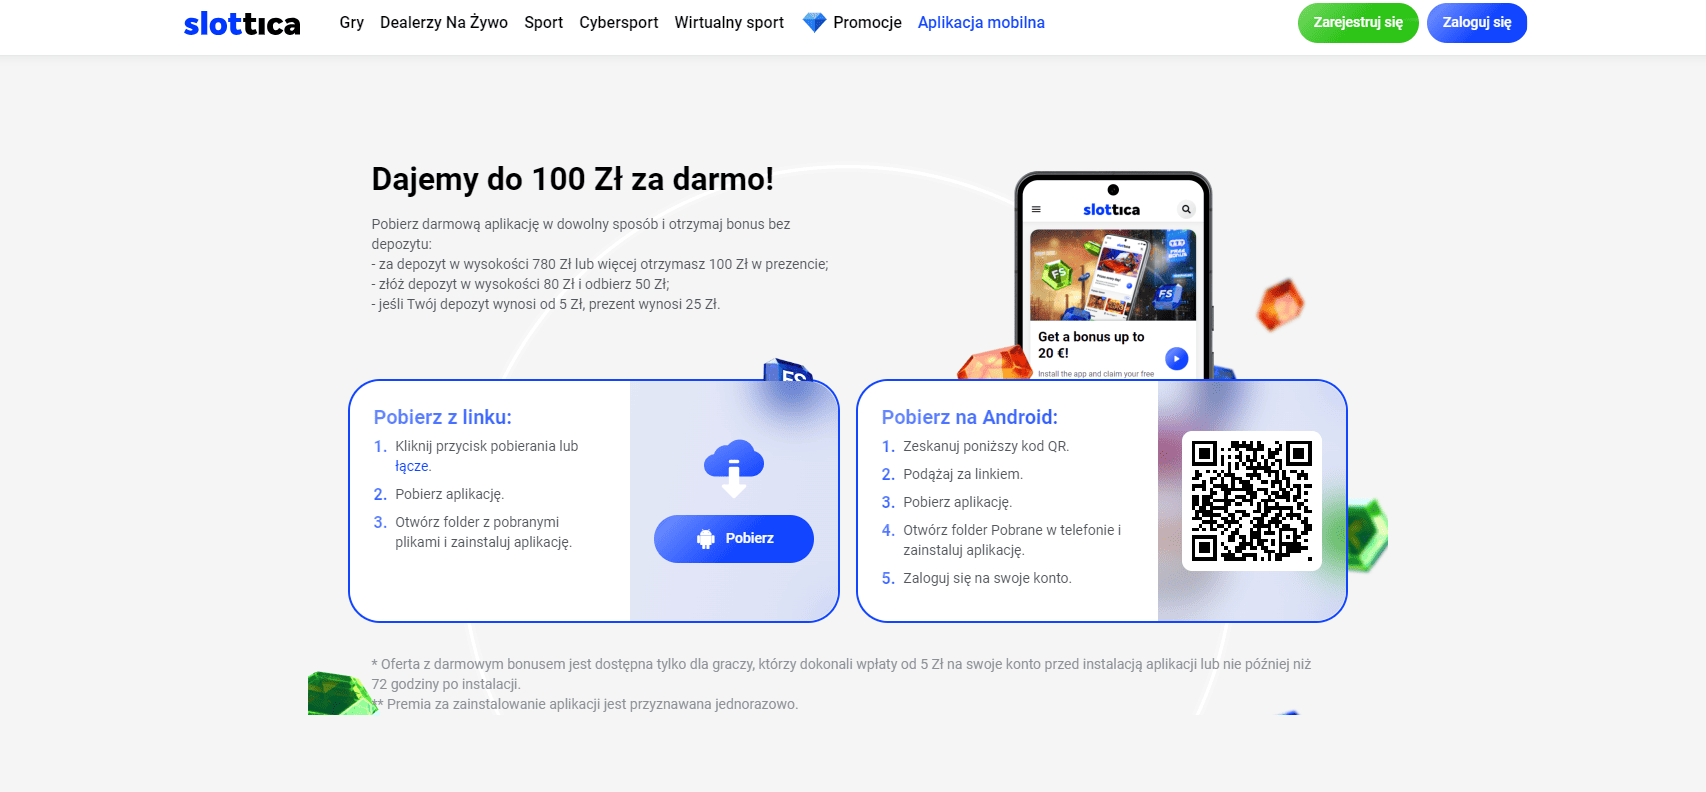 slottica
Gry
Dealerzy Na Żywo
Sport
Cybersport
Wirtualny sport
Promocje
Aplikacja mobilna
Zarejestruj się
Zaloguj się
Dajemy do 100 Zł za darmo!
Pobierz darmową aplikację w dowolny sposób i otrzymaj bonus bez
depozytu:
- za depozyt w wysokości 780 Zł lub więcej otrzymasz 100 Zł w prezencie;
- złóż depozyt w wysokości 80 Zł i odbierz 50 Zł;
- jeśli Twój depozyt wynosi od 5 Zł, prezent wynosi 25 Zł.
slottica
FS
FS
Get a bonus up to
20 €!
Install the app and claim your free
FS
Pobierz z linku:
1. Kliknij przycisk pobierania lub
łącze.
2. Pobierz aplikację.
3. Otwórz folder z pobranymi
plikami i zainstaluj aplikację.
Pobierz
Pobierz na Android:
1. Zeskanuj poniższy kod QR.
2. Podążaj za linkiem.
3. Pobierz aplikację.
4. Otwórz folder Pobrane w telefonie i
zainstaluj aplikację.
5. Zaloguj się na swoje konto.
* Oferta z darmowym bonusem jest dostępna tylko dla graczy, którzy dokonali wpłaty od 5 Zł na swoje konto przed instalacją aplikacji lub nie później niż
72 godziny po instalacji.
** Premia za zainstalowanie aplikacji jest przyznawana jednorazowo.